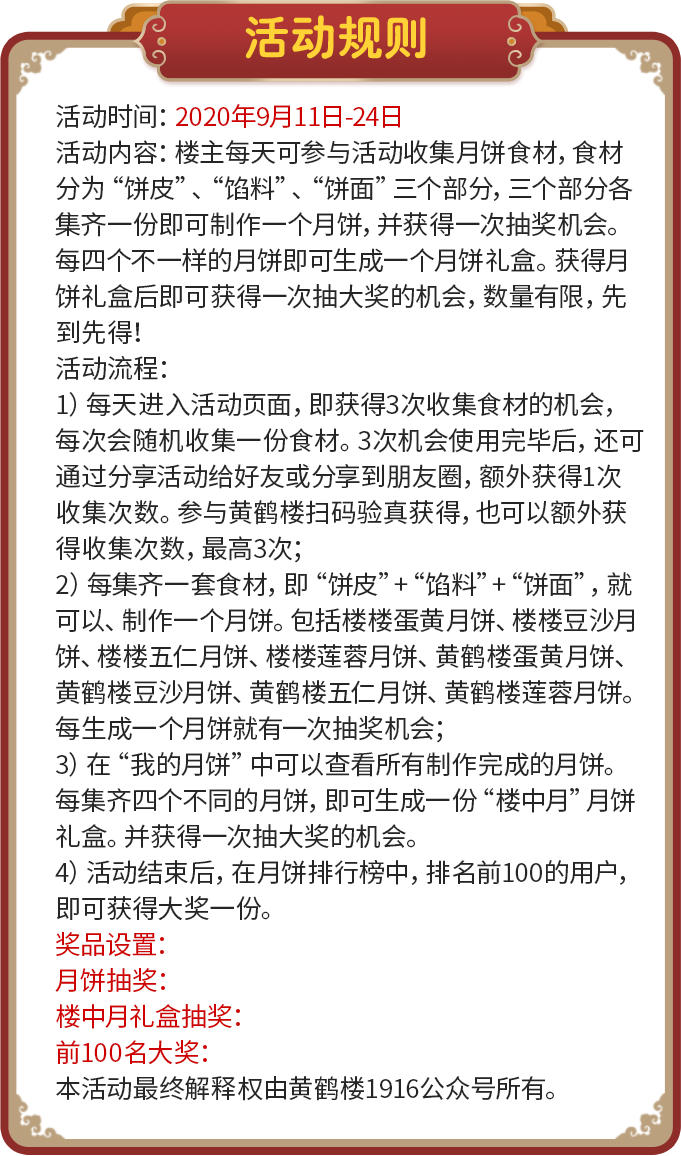 活动规则
活动时间：2020年9月11日-24日
活动内容：楼主每天可参与活动收集月饼食材，食材
分为“饼皮”、“馅料”、“饼面”三个部分，三个部分各
集齐一份即可制作一个月饼，并获得一次抽奖机会。
每四个不一样的月饼即可生成一个月饼礼盒。获得月
饼礼盒后即可获得一次抽大奖的机会，数量有限，先
到先得！
活动流程：
1）每天进入活动页面，即获得3次收集食材的机会，
每次会随机收集一份食材。3次机会使用完毕后，还可
通过分享活动给好友或分享到朋友圈，额外获得1次
收集次数。参与黄鹤楼扫码验真获得，也可以额外获
得收集次数，最高3次；
2）每集齐一套食材，即“饼皮”+“馅料”+“饼面”，就
可以、制作一个月饼。包括楼楼蛋黄月饼、楼楼豆沙月
饼、楼楼五仁月饼、楼楼莲蓉月饼、黄鹤楼蛋黄月饼、
黄鹤楼豆沙月饼、黄鹤楼五仁月饼、黄鹤楼莲蓉月饼。
每生成一个月饼就有一次抽奖机会；
3）在“我的月饼”中可以查看所有制作完成的月饼。
每集齐四个不同的月饼，即可生成一份“楼中月”月饼
礼盒。并获得一次抽大奖的机会。
4）活动结束后，在月饼排行榜中，排名前100的用户，
即可获得大奖一份。
奖品设置：
月饼抽奖：
楼中月礼盒抽奖：
前100名大奖：
本活动最终解释权由黄鹤楼1916公众号所有。